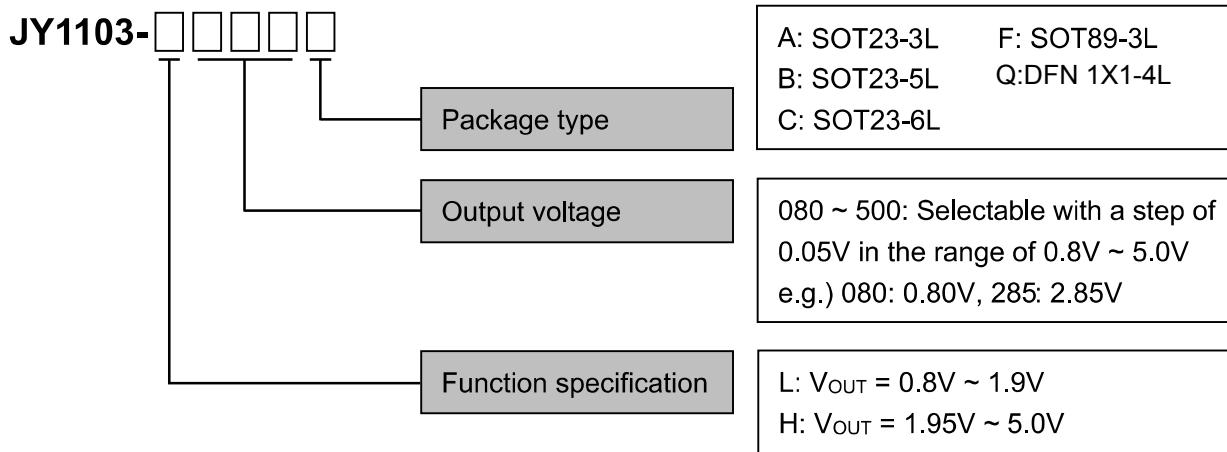 JY1103-
A: SOT23-3L F: SOT89-3L
B: SOT23-5L Q:DFN 1X1-4L
C: SOT23-6L
Package type
Output voltage
080 ~ 500: Selectable with a step of
0.05V in the range of 0.8V ~ 5.0V
e.g.) 080: 0.80V, 285: 2.85V
Function specification
L: VOUT = 0.8V ~ 1.9V
H: VOUT = 1.95V ~ 5.0V